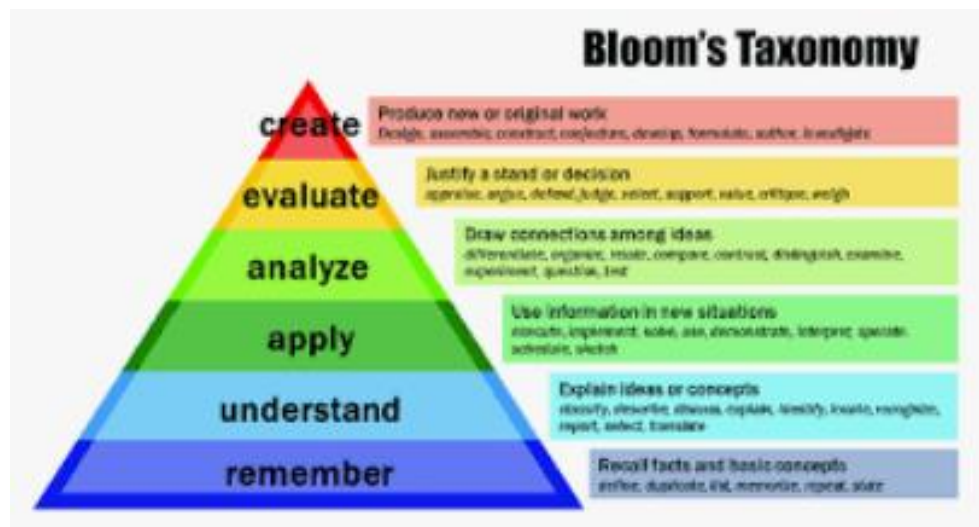 Bloom's Taxonomy
create
Produce new or original work
Design, assemble, construct, conjecture, develop, formulate, author, investigate
evaluate
Justify a stand or decision
appraise, argue, defend, judge, select, support, value, critique, weigh
analyze
Draw connections among ideas
differentiate, organize, relate, compare, contrast, distinguish, examine,
experiment, question, test
apply
Use information in new situations
execute, implement, solve, use, demonstrate, interpret, operate,
schedule, sketch
understand
Explain ideas or concepts
classify, describe, discuss, explain, identify, locate, recognize,
report, select, translate
remember
Recall facts and basic concepts
define, duplicate, list, memorize, repeat, state